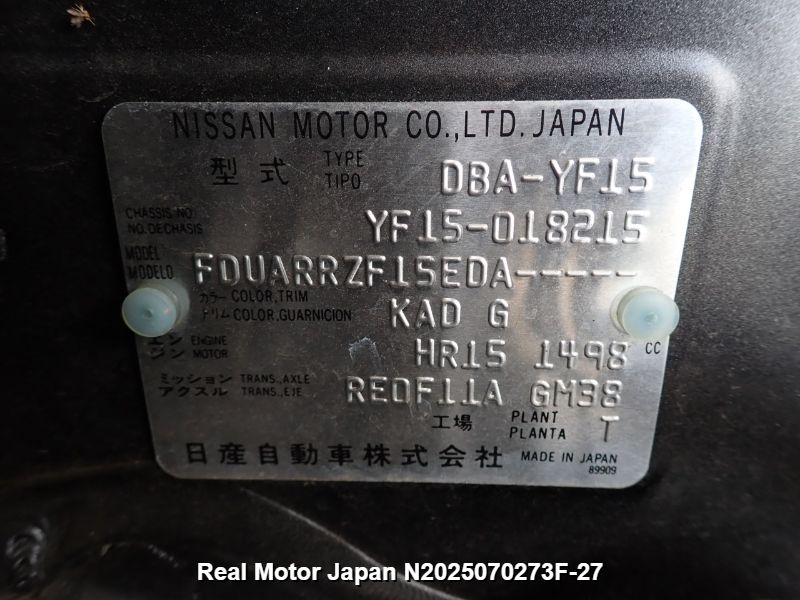 NISSAN MOTOR CO.,LTD. JAPAN
型式 TYPE TIPO DBA-YF15
CHASSIS NO. NO.DECHASIS YF15-018215
MODEL MODELO FDUARRZF15EDA-----
カラー COLOR,TRIM トリム COLOR,GUARNICION KAD G
エンジン ENGINE MOTOR HR15 1498 CC
ミッション TRANS.,AXLE アクスル TRANS.,EJE RE0F11A GM38
工場 PLANT PLANTA T
日産自動車株式会社 MADE IN JAPAN
89909
Real Motor Japan N2025070273F-27